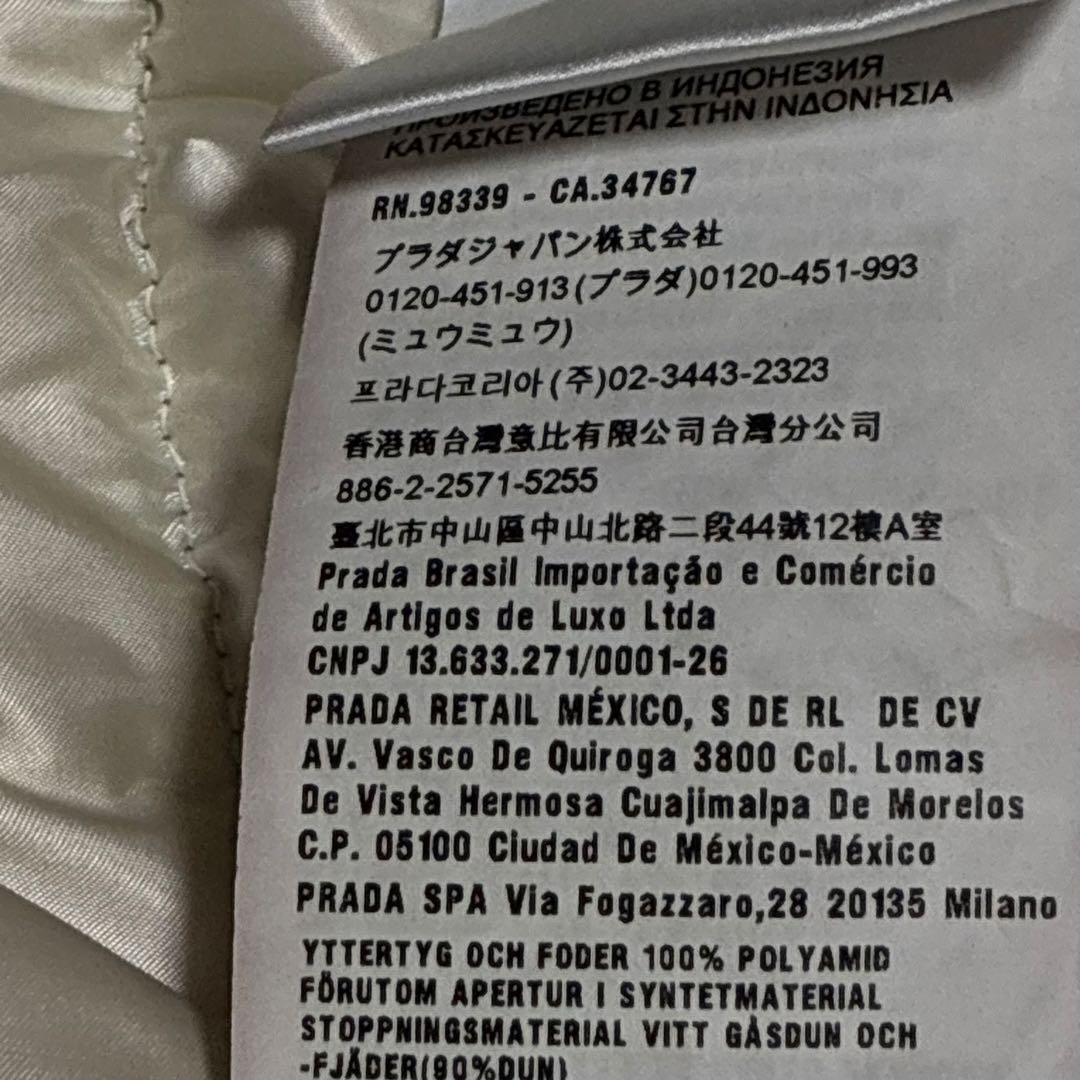 ПРОИЗВЕДЕНО В ИНДОНЕЗИЯ
ΚΑΤΑΣΚΕΥΑΖΕΤΑΙ ΣΤΗΝ ΙΝΔΟΝΗΣΙΑ
RN.98339 - CA.34767
プラダジャパン株式会社
0120-451-913(プラダ)0120-451-993
(ミュウミュウ)
프라다코리아(주)02-3443-2323
香港商台灣意比有限公司台灣分公司
886-2-2571-5255
臺北市中山區中山北路二段44號12樓A室
Prada Brasil Importação e Comércio
de Artigos de Luxo Ltda
CNPJ 13.633.271/0001-26
PRADA RETAIL MÉXICO, S DE RL DE CV
AV. Vasco De Quiroga 3800 Col. Lomas
De Vista Hermosa Cuajimalpa De Morelos
C.P. 05100 Ciudad De México-México
PRADA SPA Via Fogazzaro,28 20135 Milano
YTTERTYG OCH FODER 100% POLYAMID
FÖRUTOM APERTUR I SYNTETMATERIAL
STOPPNINGSMATERIAL VITT GÅSDUN OCH
-FJÄDER(90%DUN)